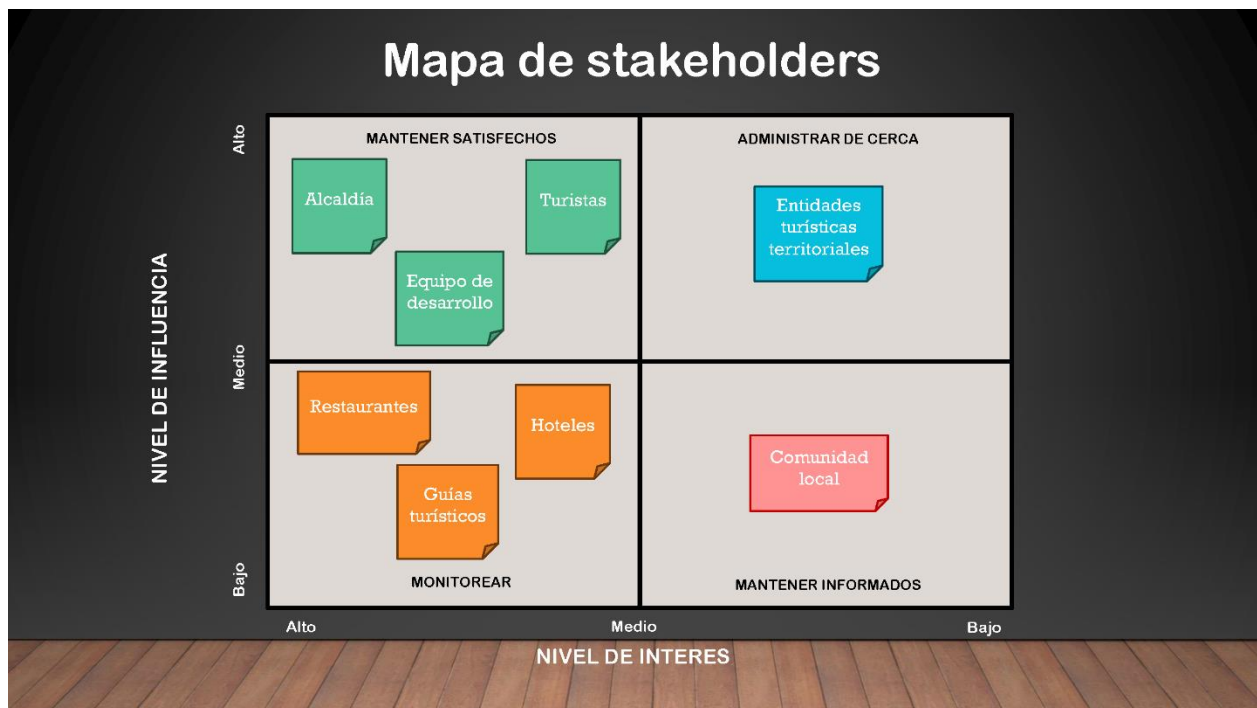 Mapa de stakeholders
Alto
MANTENER SATISFECHOS
ADMINISTRAR DE CERCA
Alcaldía
Turistas
Equipo de
desarrollo
Entidades
turísticas
territoriales
NIVEL DE INFLUENCIA
Medio
Restaurantes
Hoteles
Guías
turísticos
Comunidad
local
Bajo
MONITOREAR
MANTENER INFORMADOS
Alto
Medio
Bajo
NIVEL DE INTERES